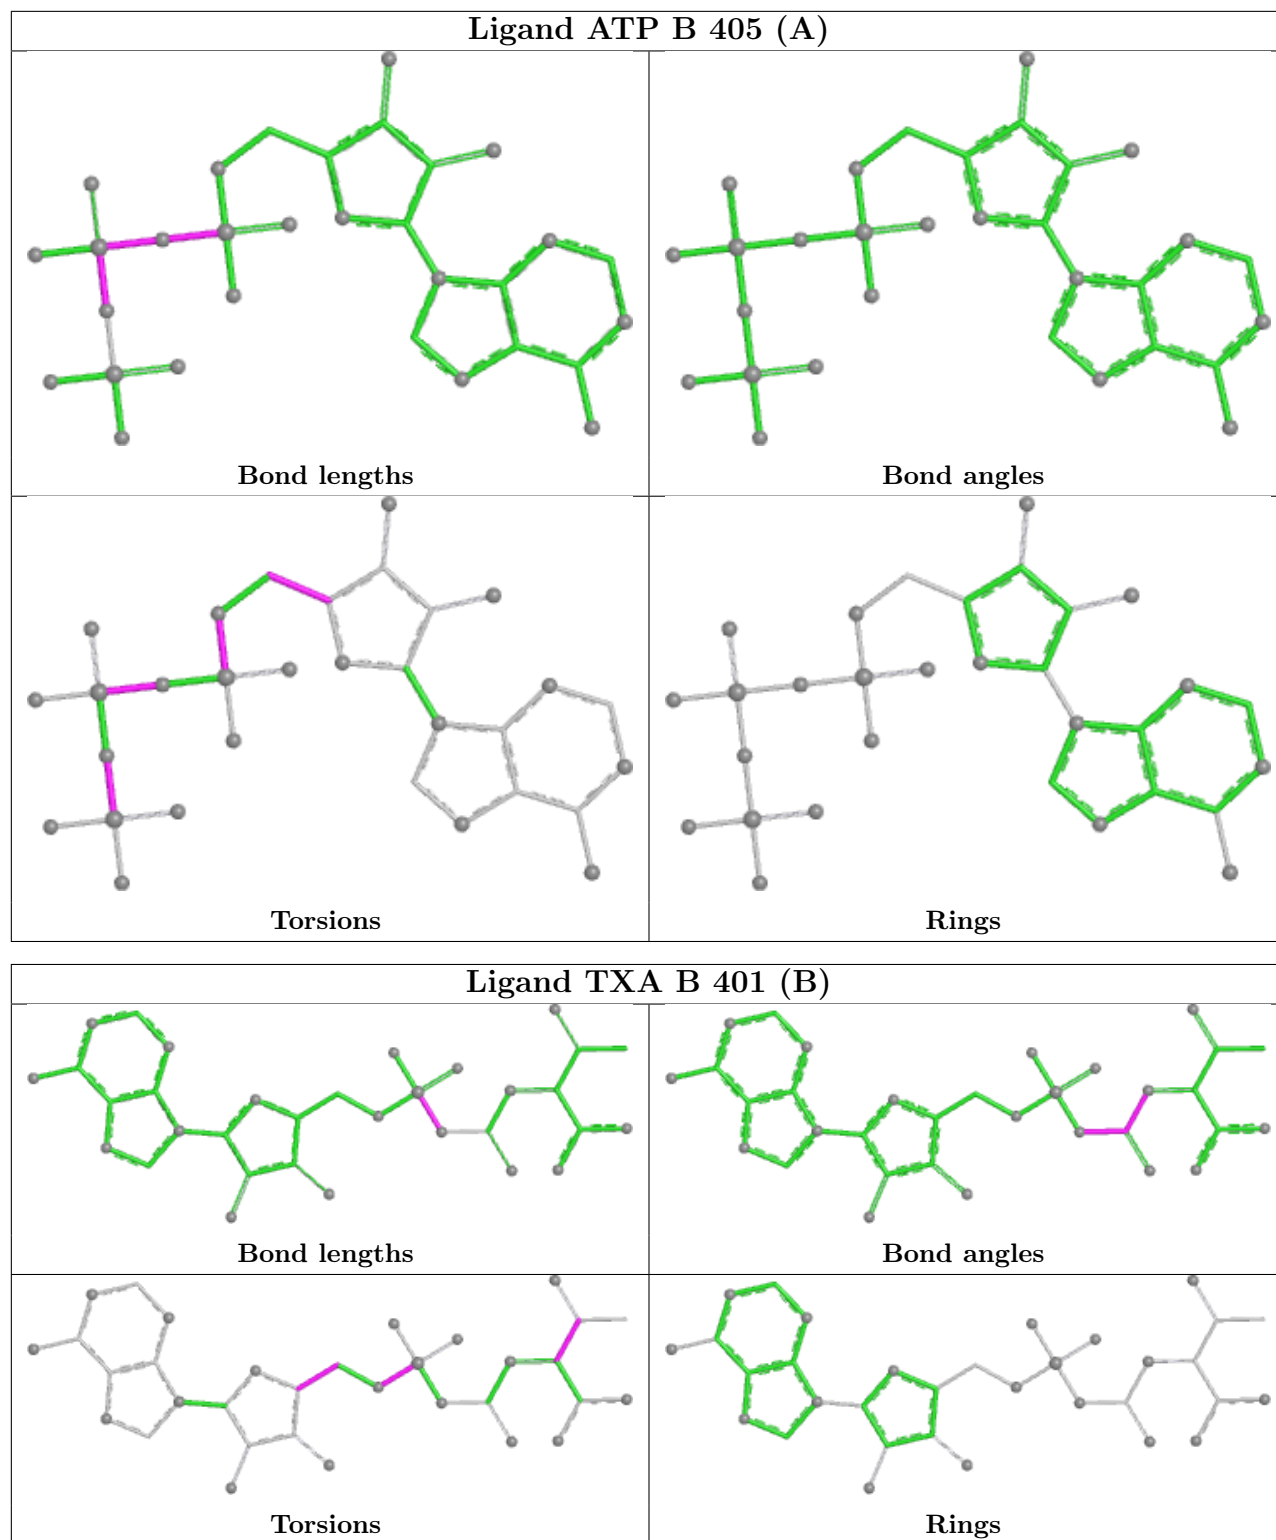 Ligand ATP B 405 (A)
Bond lengths
Bond angles
Torsions
Rings
Ligand TXA B 401 (B)
Bond lengths
Bond angles
Torsions
Rings